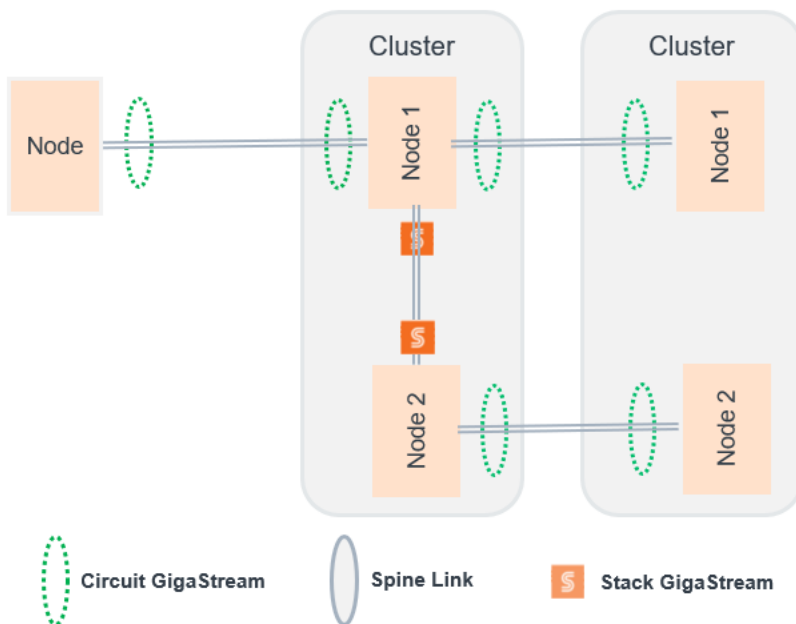 Cluster
Cluster
Node
Node 1
Node 1
S
S
Node 2
Node 2
Circuit GigaStream
Spine Link
S
Stack GigaStream